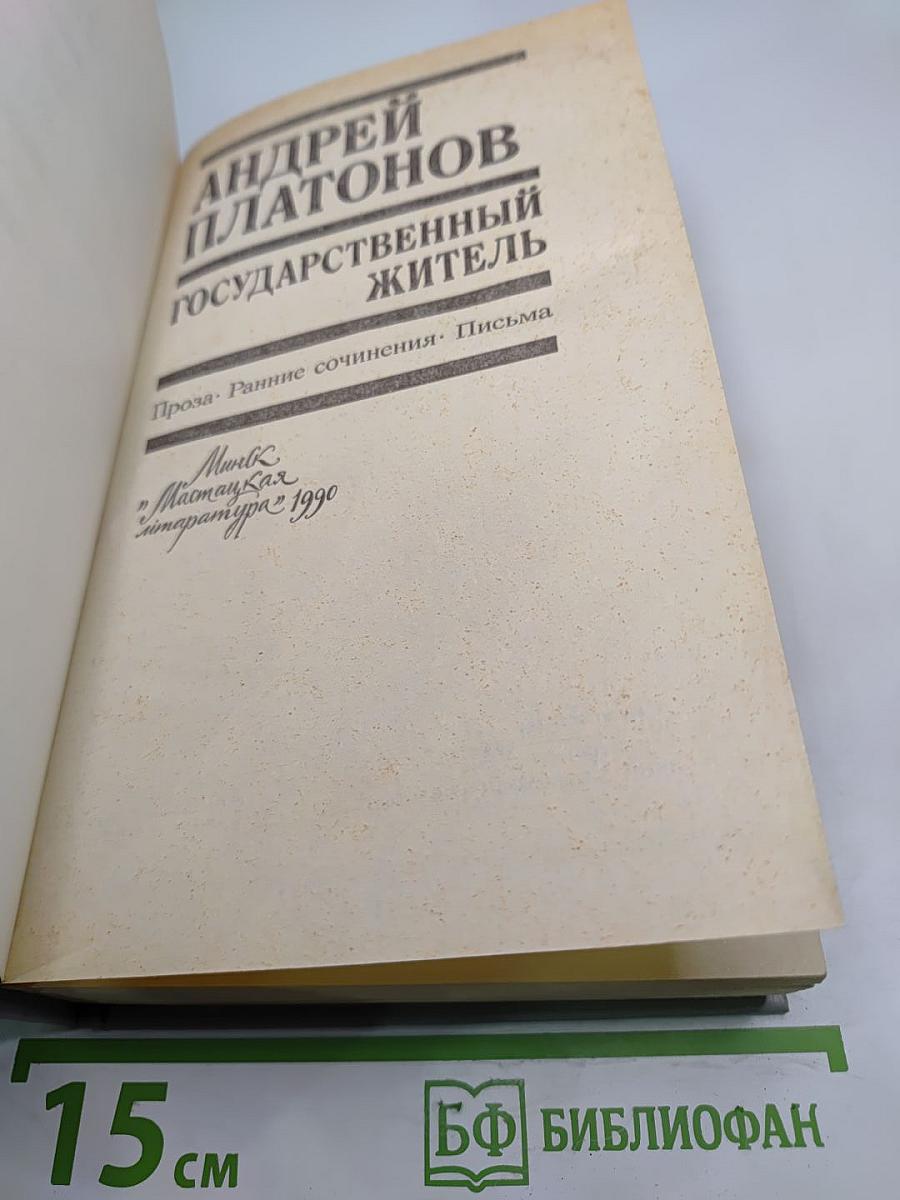 АНДРЕЙ
ПЛАТОНОВ
ГОСУДАРСТВЕННЫЙ
ЖИТЕЛЬ
Проза· Ранние сочинения· Письма
Минск
"Мастацкая
літаратура" 1990
15 см
БФ БИБЛИОФАН